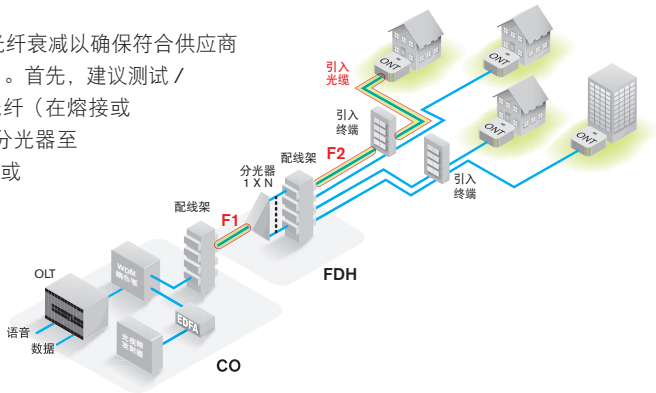 光纤衰减以确保符合供应商
。首先，建议测试 /
纤（在熔接或
分光器至
或
ONT
ONT
ONT
ONT
引入
光缆
引入
终端
引入
终端
配线架
F2
分光器
1 X N
配线架
F1
FDH
WDM
耦合器
OLT
EDFA
语音
数据
CO